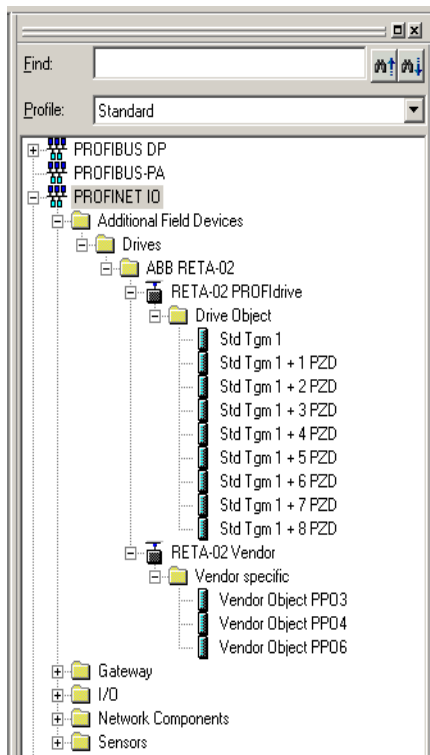 Find:
Profile: Standard
PROFIBUS DP
PROFIBUS-PA
PROFINET IO
Additional Field Devices
Drives
ABB RETA-02
RETA-02 PROFIdrive
Drive Object
Std Tgm 1
Std Tgm 1 + 1 PZD
Std Tgm 1 + 2 PZD
Std Tgm 1 + 3 PZD
Std Tgm 1 + 4 PZD
Std Tgm 1 + 5 PZD
Std Tgm 1 + 6 PZD
Std Tgm 1 + 7 PZD
Std Tgm 1 + 8 PZD
RETA-02 Vendor
Vendor specific
Vendor Object PPO3
Vendor Object PPO4
Vendor Object PPO6
Gateway
I/O
Network Components
Sensors